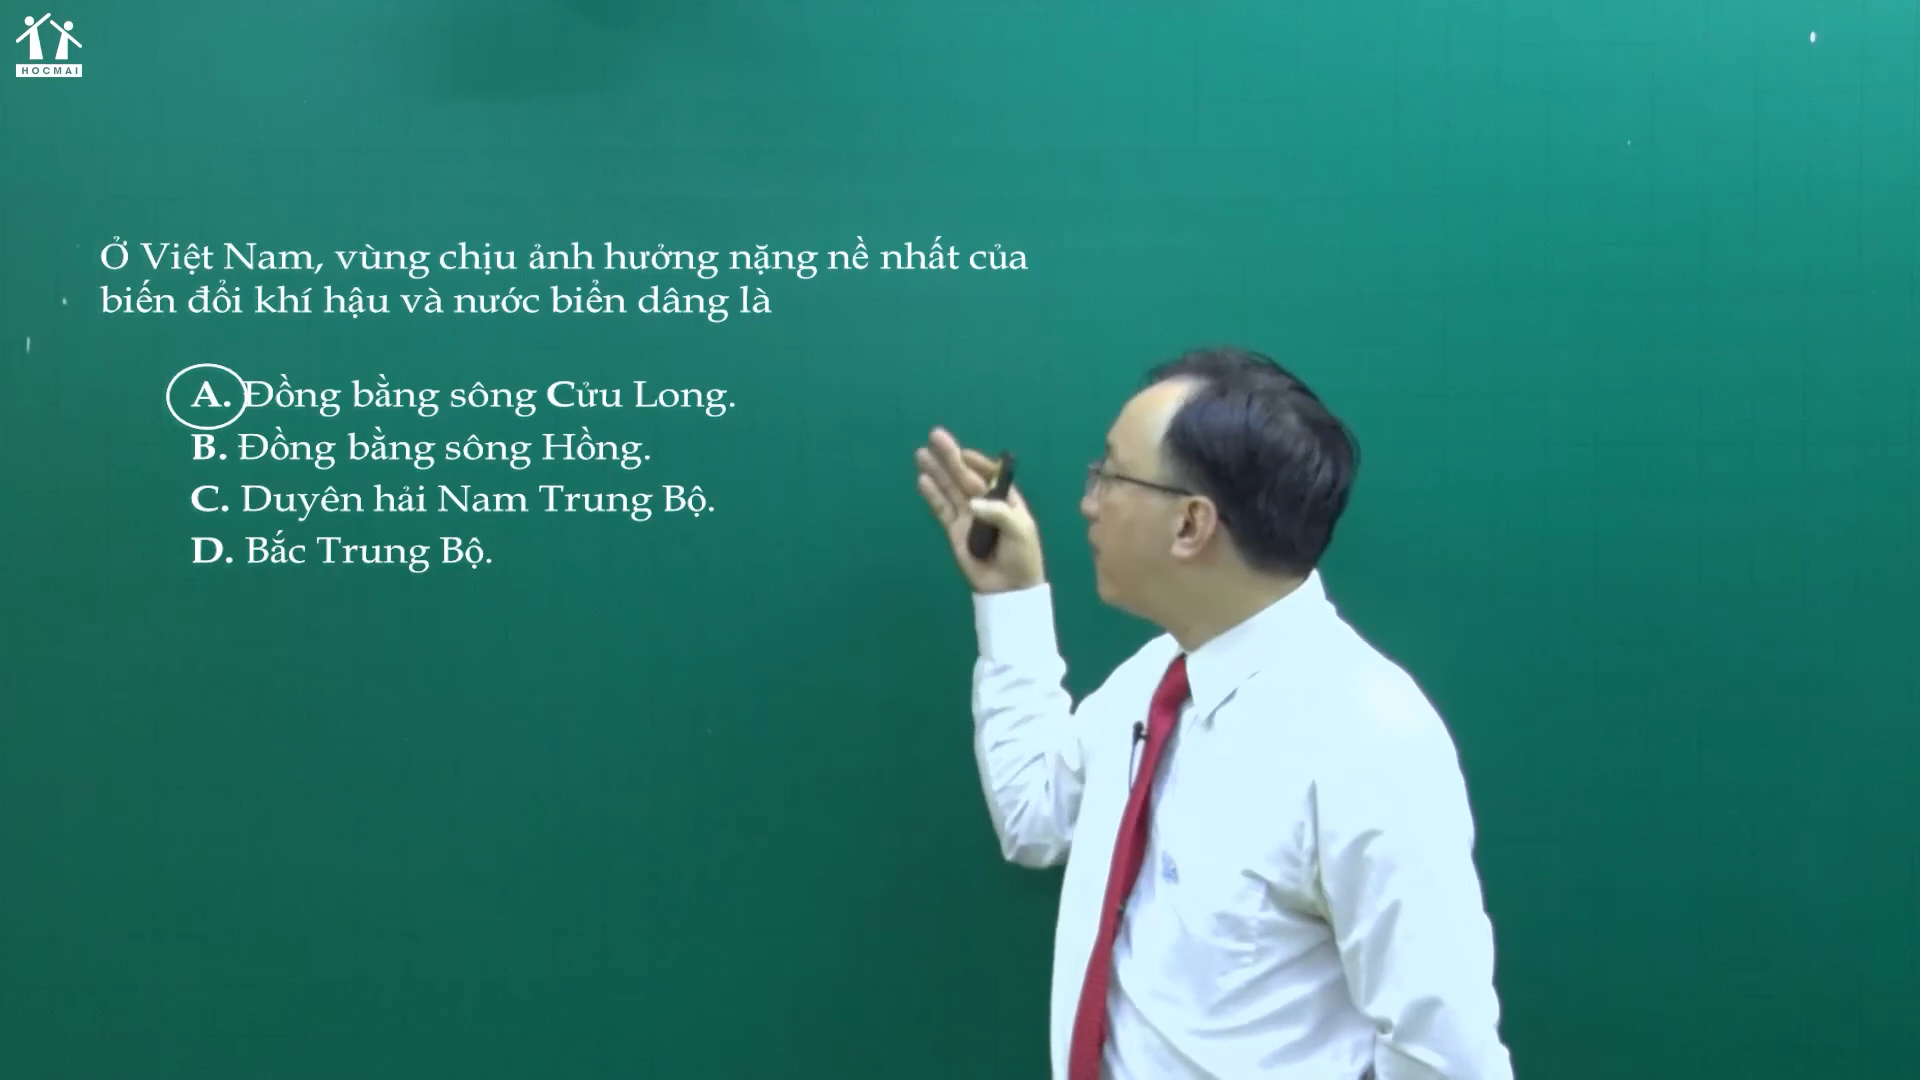 HOCMAI
Ở Việt Nam, vùng chịu ảnh hưởng nặng nề nhất của
biến đổi khí hậu và nước biển dâng là
A. Đồng bằng sông Cửu Long.
B. Đồng bằng sông Hồng.
C. Duyên hải Nam Trung Bộ.
D. Bắc Trung Bộ.